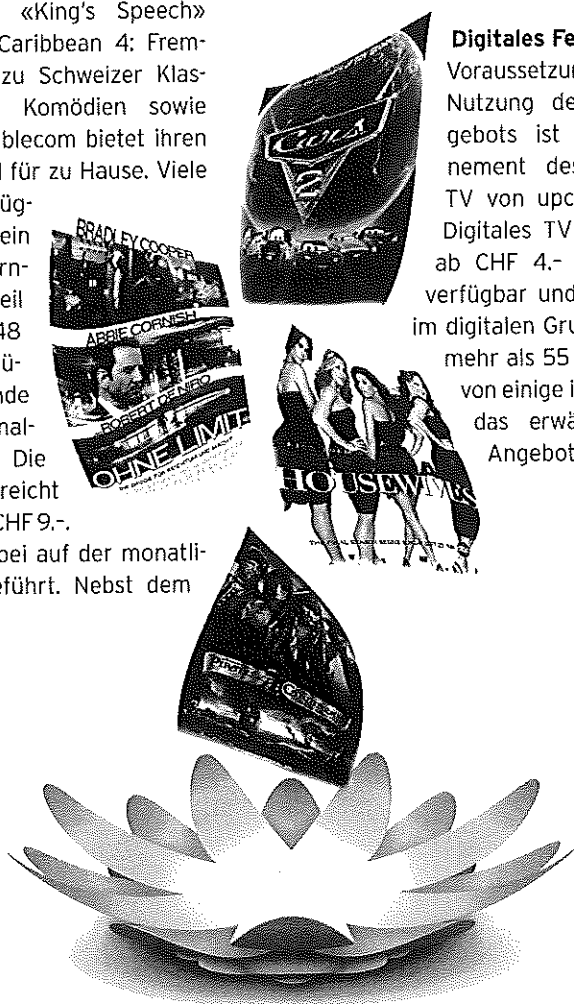 «King's Speech»
Caribbean 4: Frem-
zu Schweizer Klas-
Komödien sowie
blecom bietet ihren
für zu Hause. Viele
üg-
ein
rn-
eil
48
ü-
nde
nal-
Die
reicht
CHF 9.-.
bei auf der monatli-
eführt. Nebst dem
BRADLEY COOPER
ABBIE CORNISH
ROBERT DE NIRO
OHNE LIMIT
Cars
2
HOUSEWIVES
Digitales Fe
Voraussetzun
Nutzung de
gebots ist
nement des
TV von upc
Digitales TV
ab CHF 4.-
verfügbar und
im digitalen Gru
mehr als 55
von einige i
das erwä
Angebot